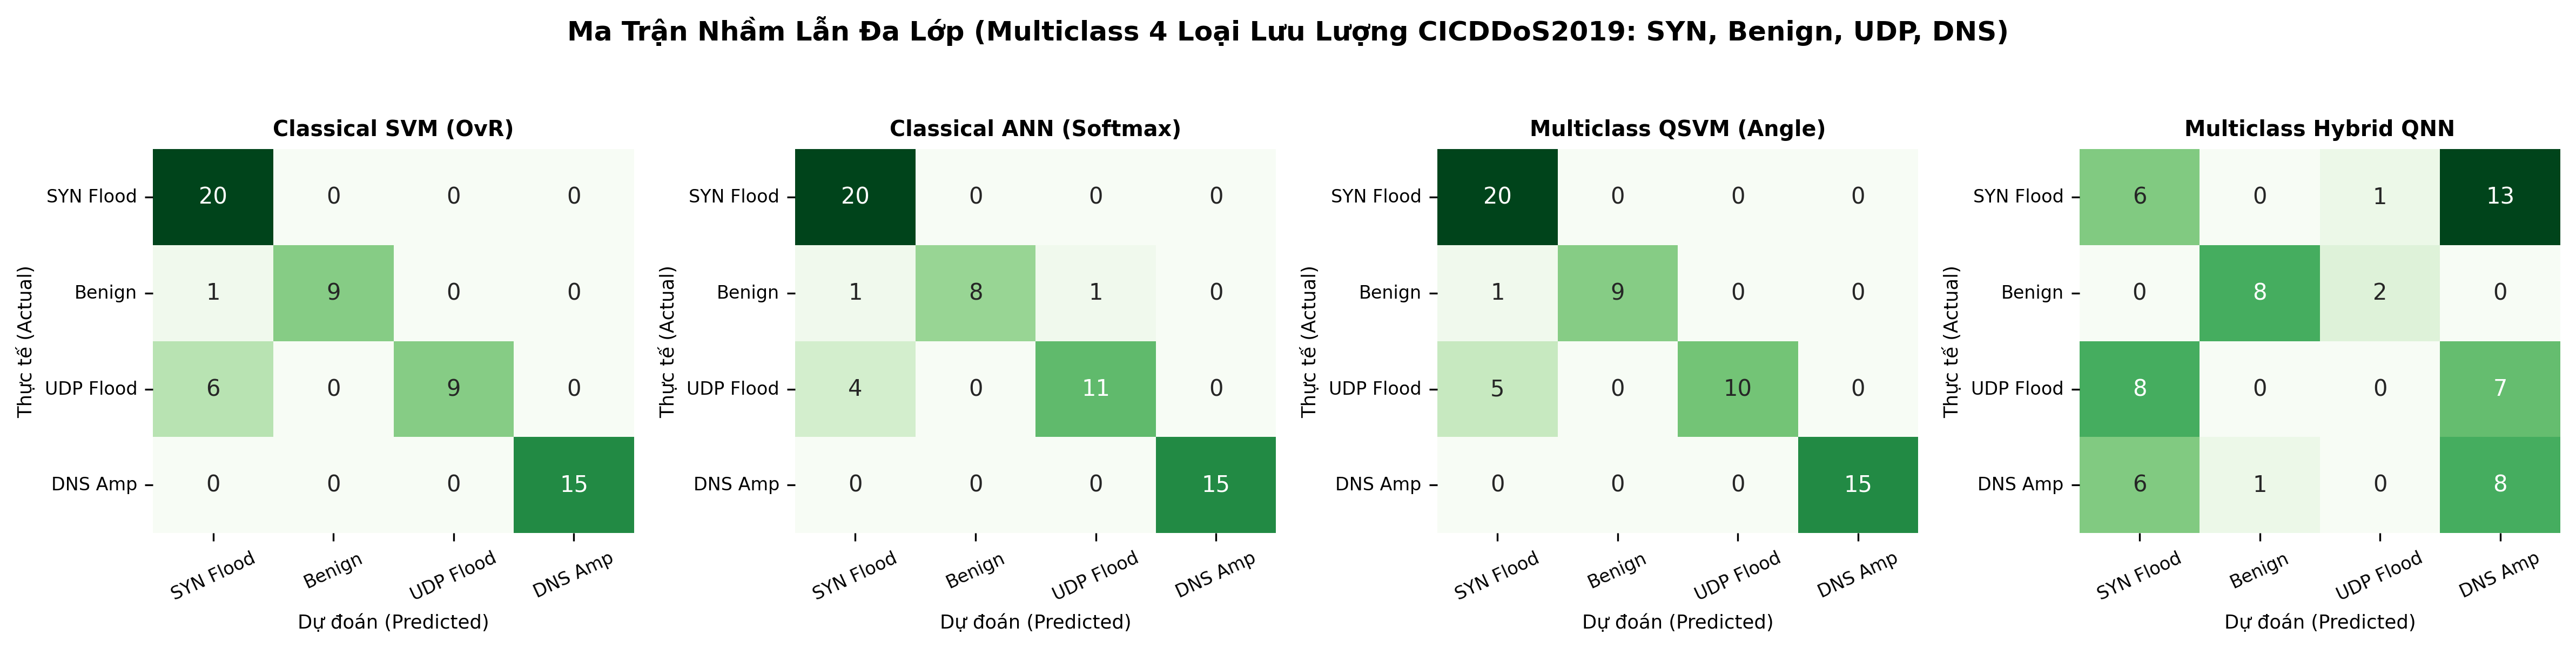 Ma Trận Nhầm Lẫn Đa Lớp (Multiclass 4 Loại Lưu Lượng CICDDoS2019: SYN, Benign, UDP, DNS)
Classical SVM (OvR)
Thực tế (Actual)
SYN Flood 20 0 0 0
Benign 1 9 0 0
UDP Flood 6 0 9 0
DNS Amp 0 0 0 15
SYN Flood Benign UDP Flood DNS Amp
Dự đoán (Predicted)
Classical ANN (Softmax)
Thực tế (Actual)
SYN Flood 20 0 0 0
Benign 1 8 1 0
UDP Flood 4 0 11 0
DNS Amp 0 0 0 15
SYN Flood Benign UDP Flood DNS Amp
Dự đoán (Predicted)
Multiclass QSVM (Angle)
Thực tế (Actual)
SYN Flood 20 0 0 0
Benign 1 9 0 0
UDP Flood 5 0 10 0
DNS Amp 0 0 0 15
SYN Flood Benign UDP Flood DNS Amp
Dự đoán (Predicted)
Multiclass Hybrid QNN
Thực tế (Actual)
SYN Flood 6 0 1 13
Benign 0 8 2 0
UDP Flood 8 0 0 7
DNS Amp 6 1 0 8
SYN Flood Benign UDP Flood DNS Amp
Dự đoán (Predicted)